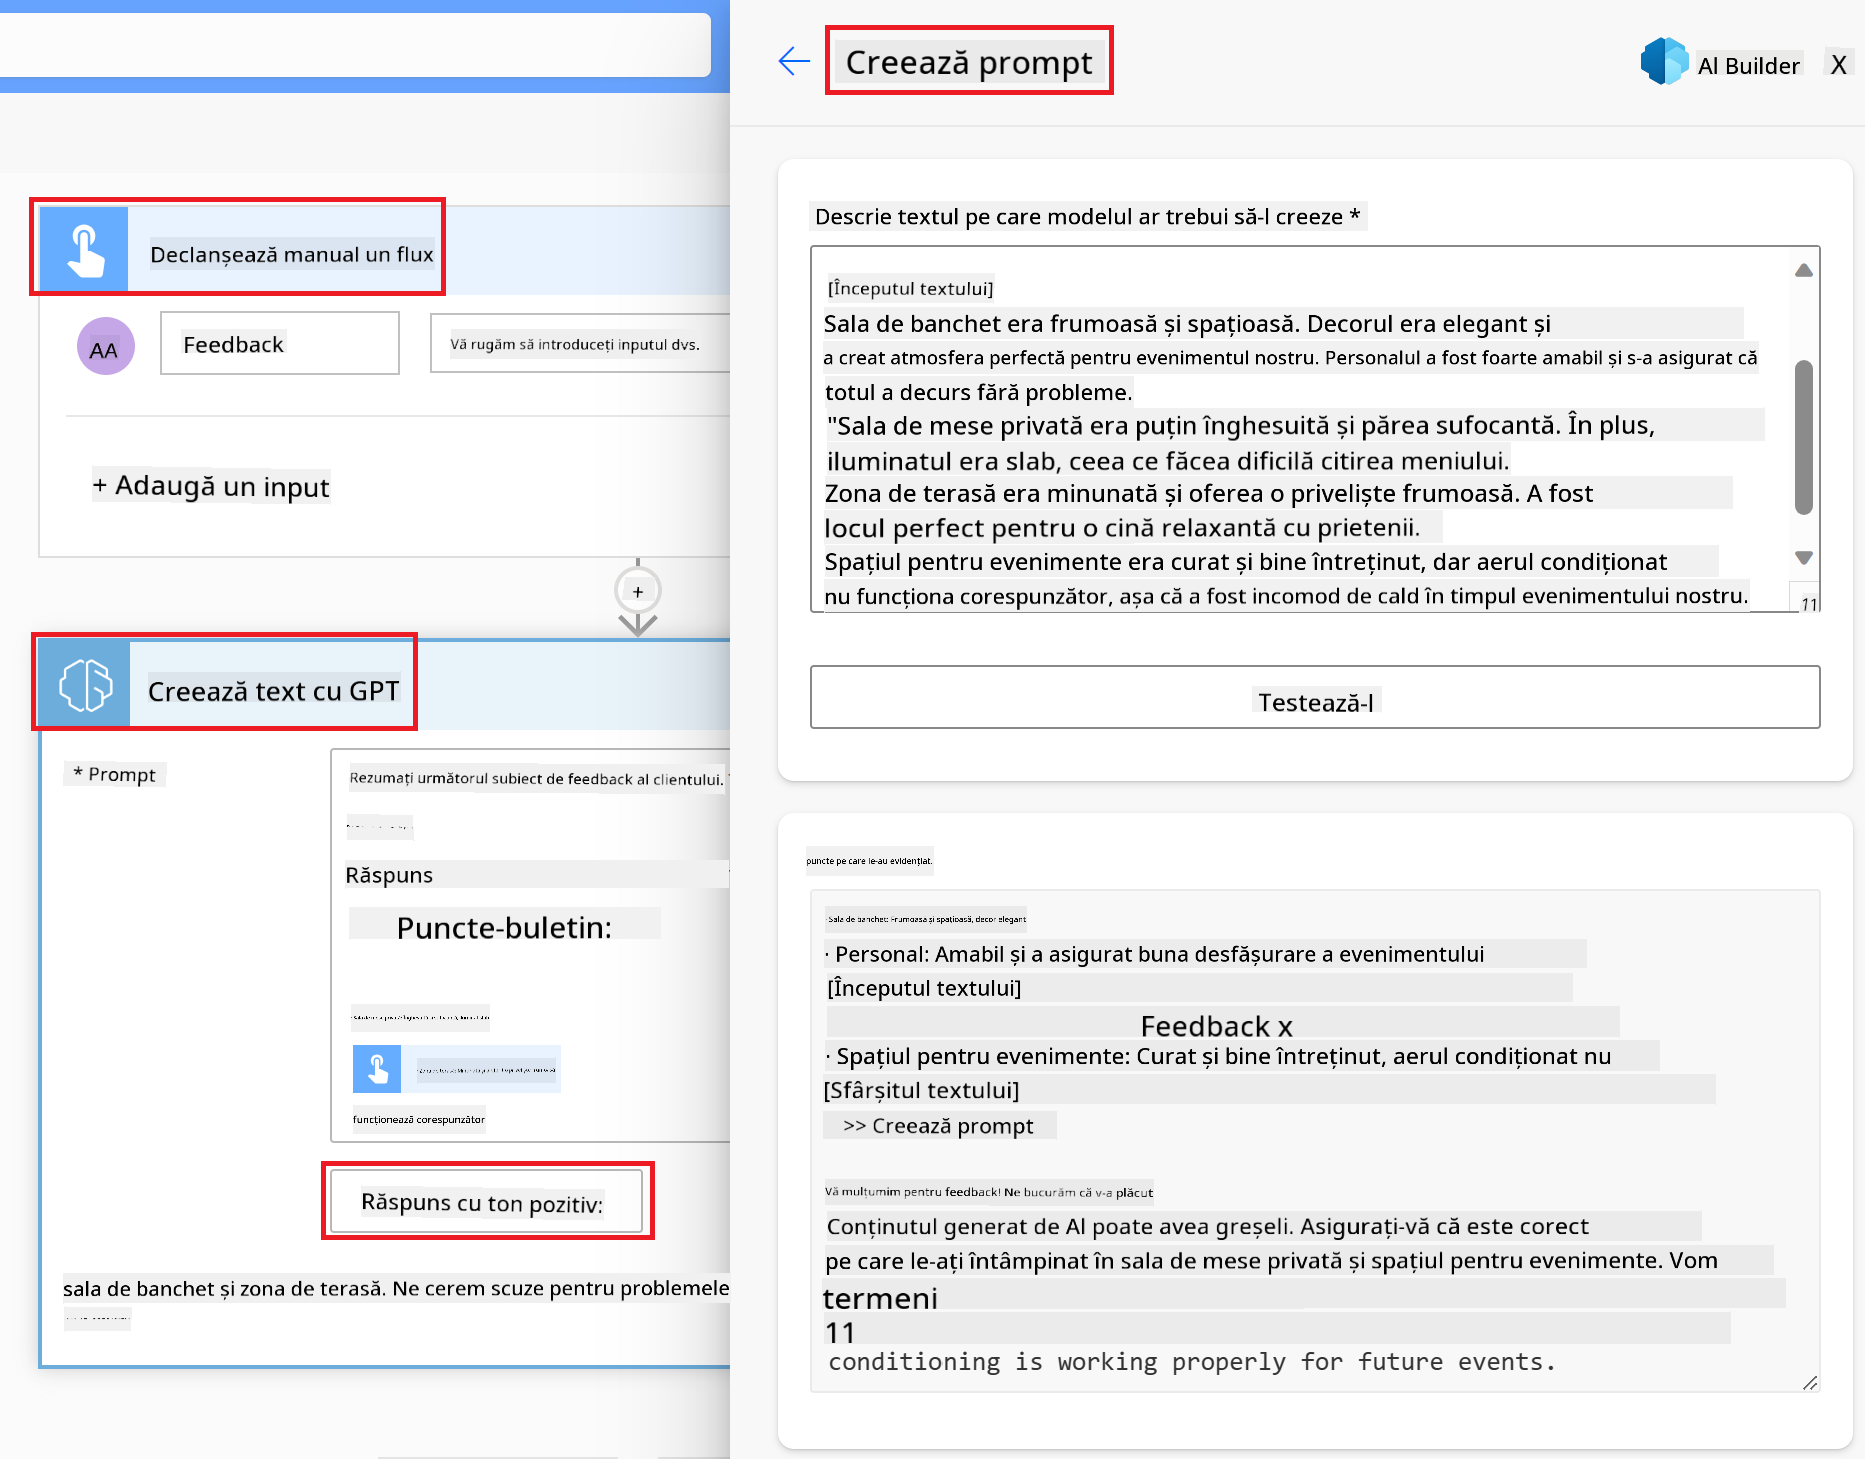 Declanșează manual un flux
AA
Feedback
Vă rugăm să introduceți inputul dvs.
+ Adaugă un input
+
Creează text cu GPT
* Prompt
Rezumați următorul subiect de feedback al clientului.
Răspuns
Puncte-buletin:
funcționează corespunzător
Răspuns cu ton pozitiv:
sala de banchet și zona de terasă. Ne cerem scuze pentru problemele
Creează prompt
AI Builder
X
Descrie textul pe care modelul ar trebui să-l creeze *
[Începutul textului]
Sala de banchet era frumoasă și spațioasă. Decorul era elegant și
a creat atmosfera perfectă pentru evenimentul nostru. Personalul a fost foarte amabil și s-a asigurat că
totul a decurs fără probleme.
"Sala de mese privată era puțin înghesuită și părea sufocantă. În plus,
iluminatul era slab, ceea ce făcea dificilă citirea meniului.
Zona de terasă era minunată și oferea o priveliște frumoasă. A fost
locul perfect pentru o cină relaxantă cu prietenii.
Spațiul pentru evenimente era curat și bine întreținut, dar aerul condiționat
nu funcționa corespunzător, așa că a fost incomod de cald în timpul evenimentului nostru.
11
Testează-l
puncte pe care le-au evidențiat.
· Sala de banchet: Frumoasă și spațioasă, decor elegant
· Personal: Amabil și a asigurat buna desfășurare a evenimentului
[Începutul textului]
Feedback x
· Spațiul pentru evenimente: Curat și bine întreținut, aerul condiționat nu
[Sfârșitul textului]
>> Creează prompt
Vă mulțumim pentru feedback! Ne bucurăm că v-a plăcut
Conținutul generat de AI poate avea greșeli. Asigurați-vă că este corect
pe care le-ați întâmpinat în sala de mese privată și spațiul pentru evenimente. Vom
termeni
11
conditioning is working properly for future events.